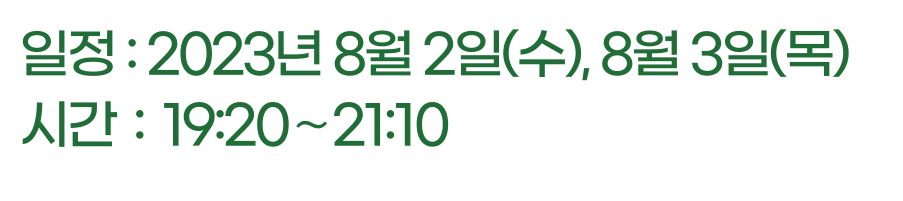 일정 : 2023년 8월 2일(수), 8월 3일(목)
시간 : 19:20~21:10